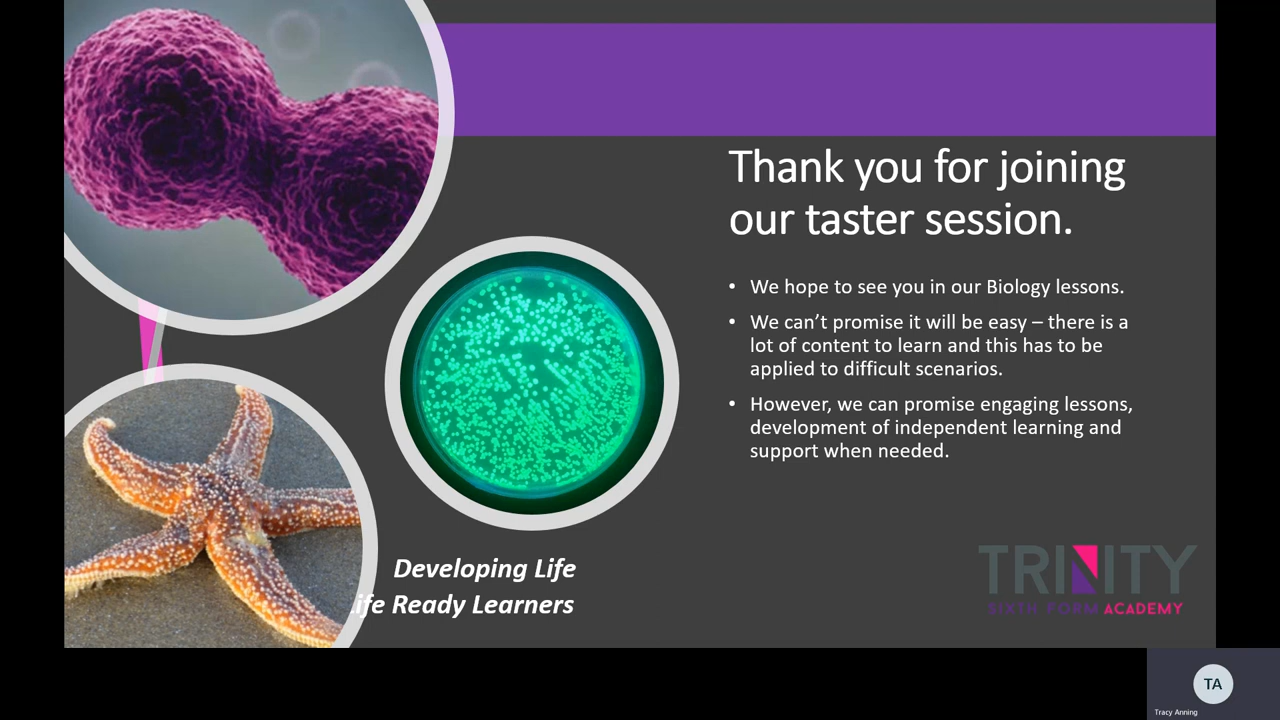 Thank you for joining
our taster session.
• We hope to see you in our Biology lessons.
• We can’t promise it will be easy – there is a
lot of content to learn and this has to be
applied to difficult scenarios.
• However, we can promise engaging lessons,
development of independent learning and
support when needed.
Developing Life
ife Ready Learners
TRINITY
SIXTH FORM ACADEMY
TA
Tracy Anning